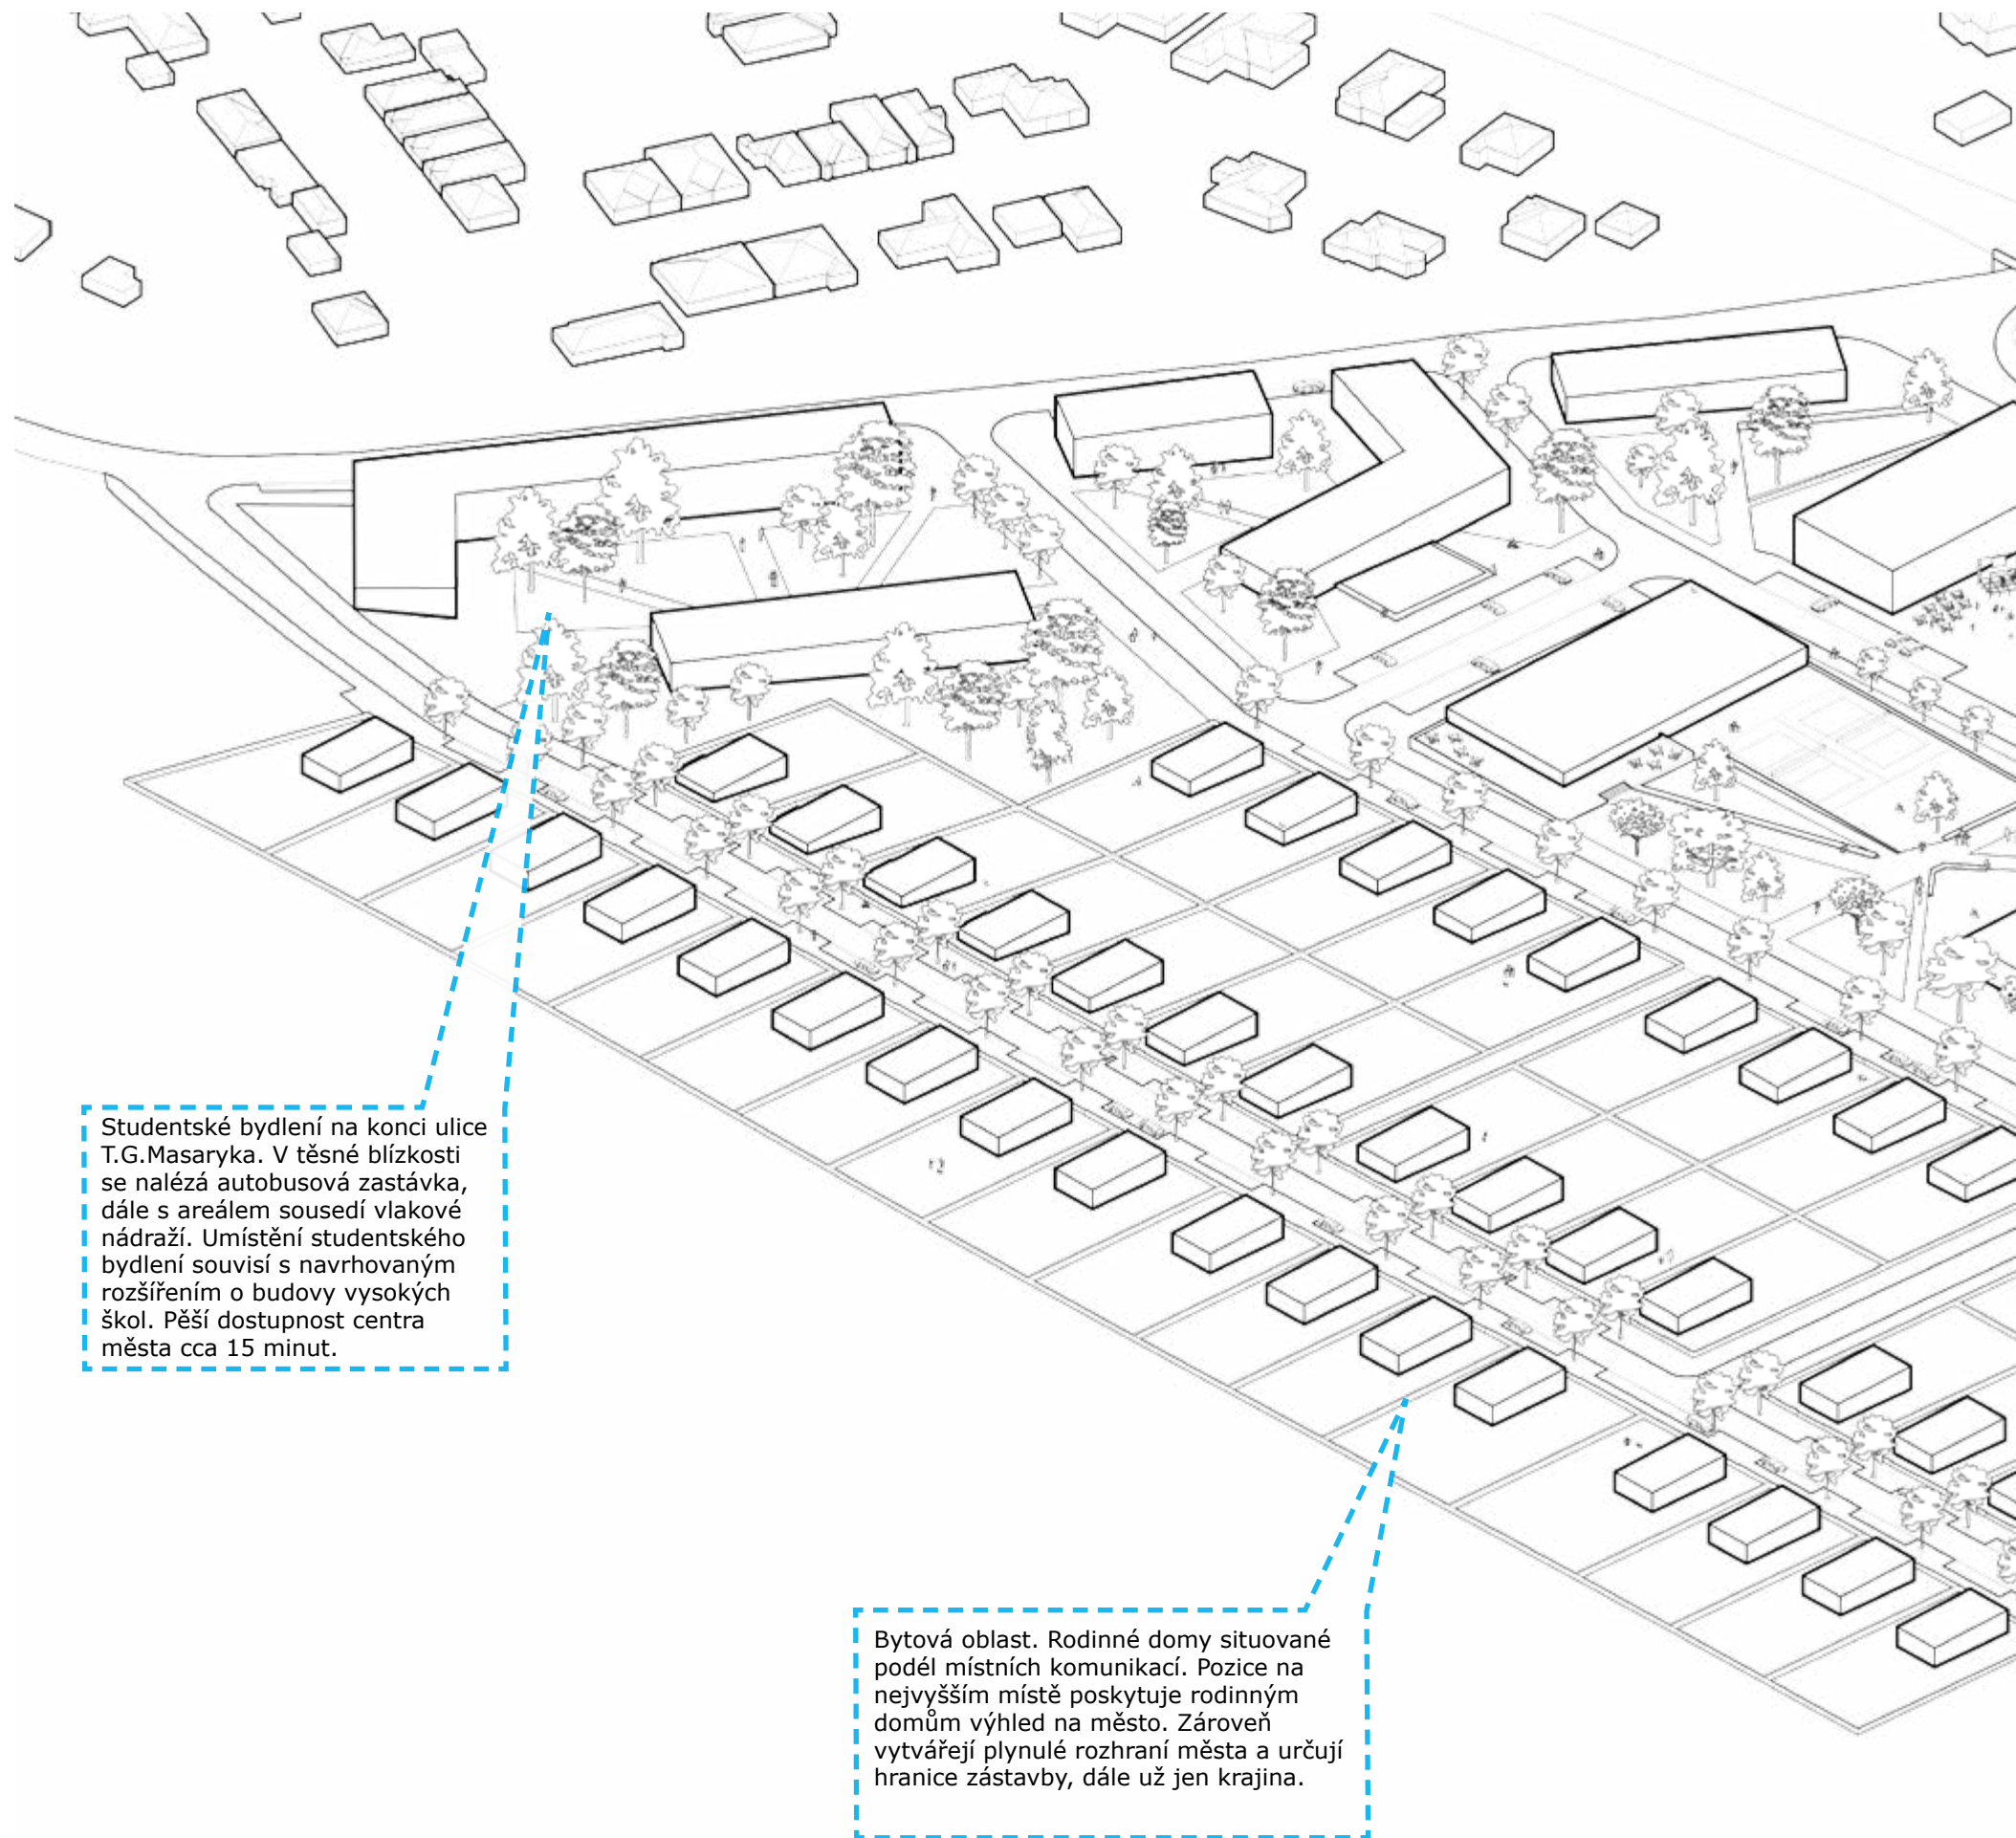 Studentské bydlení na konci ulice
T.G.Masaryka. V těsné blízkosti
se nalézá autobusová zastávka,
dále s areálem sousedí vlakové
nádraží. Umístění studentského
bydlení souvisí s navrhovaným
rozšířením o budovy vysokých
škol. Pěší dostupnost centra
města cca 15 minut.
Bytová oblast. Rodinné domy situované
podél místních komunikací. Pozice na
nejvyšším místě poskytuje rodinným
domům výhled na město. Zároveň
vytvářejí plynulé rozhraní města a určují
hranice zástavby, dále už jen krajina.